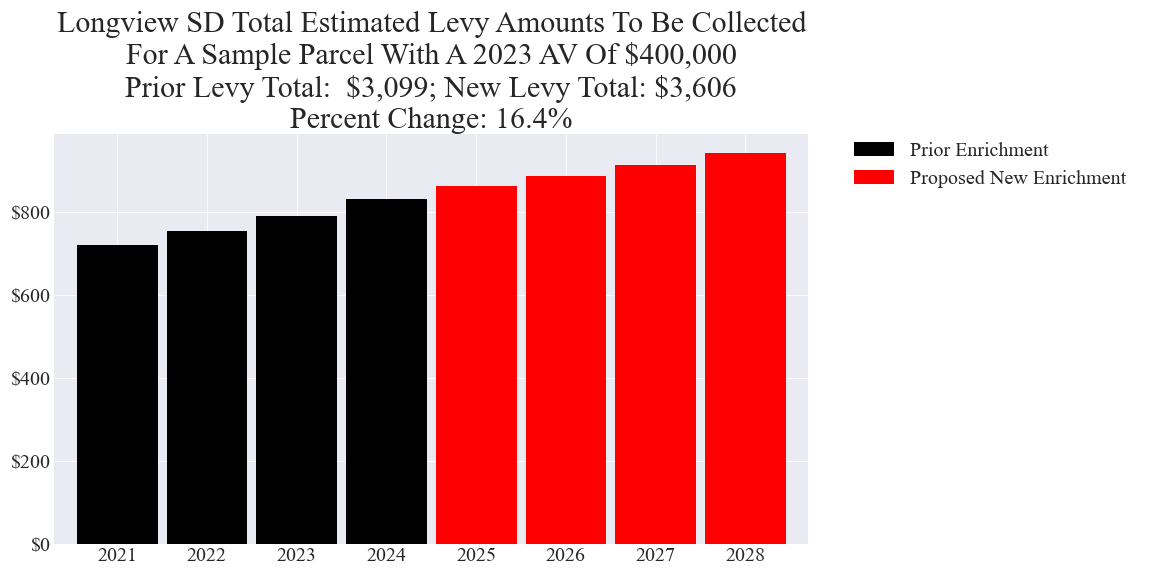 Longview SD Total Estimated Levy Amounts To Be Collected
For A Sample Parcel With A 2023 AV Of $400,000
Prior Levy Total:  $3,099; New Levy Total: $3,606
Percent Change: 16.4%
Prior Enrichment
Proposed New Enrichment
$800
$600
$400
$200
$0
2021 2022 2023 2024 2025 2026 2027 2028